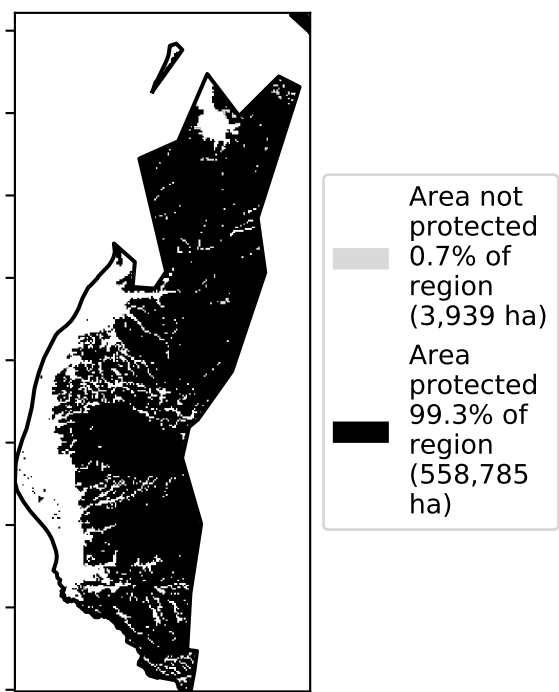 Area not
protected
0.7% of
region
(3,939 ha)
Area
protected
99.3% of
region
(558,785
ha)